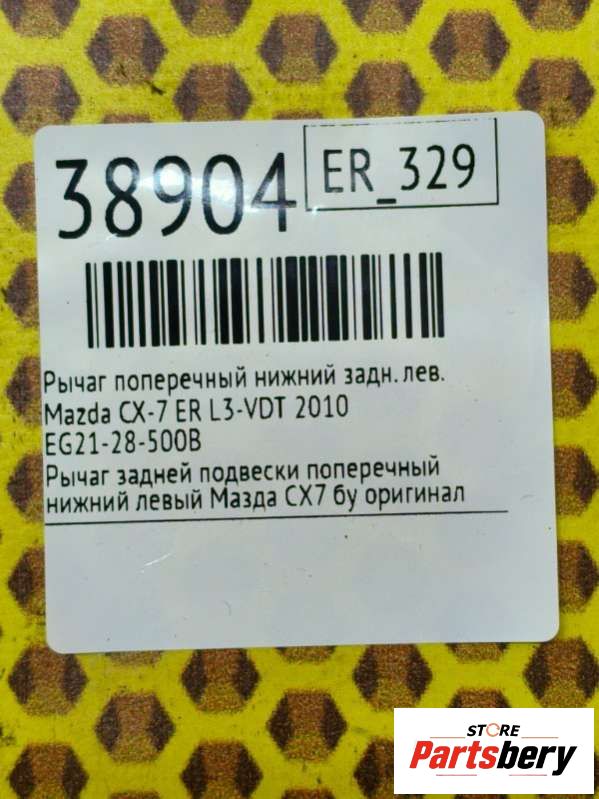 38904
ER_329
Рычаг поперечный нижний задн. лев.
Mazda CX-7 ER L3-VDT 2010
EG21-28-500B
Рычаг задней подвески поперечный
нижний левый Мазда СХ7 бу оригинал
STORE
Partsbery